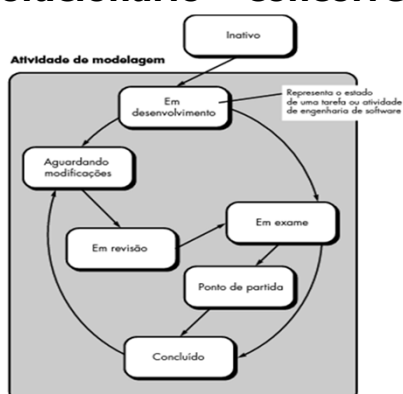 Inativo
Atividade de modelagem
Em
desenvolvimento
Representa o estado
de uma tarefa ou atividade
de engenharia de software
Aguardando
modificações
Em exame
Em revisão
Ponto de partida
Concluído